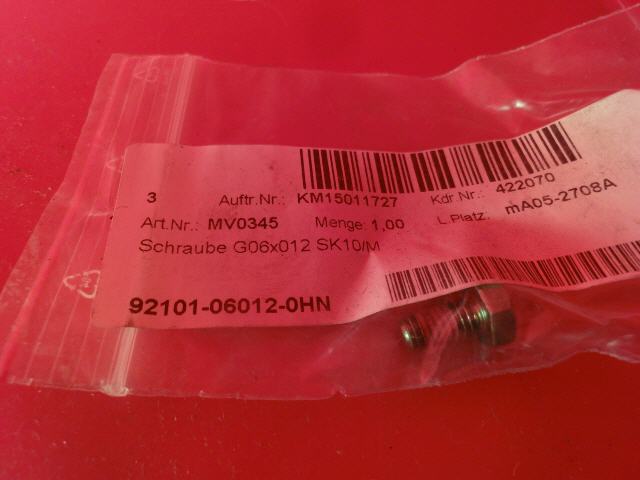 3 Auftr.Nr.: KM15011727 Kdr.Nr.: 422070
Art.Nr.: MV0345 Menge: 1,00 L.Platz: mA05-2708A
Schraube G06x012 SK10/M
92101-06012-0HN